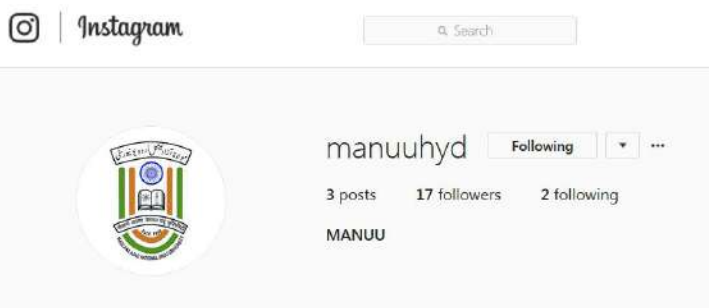 Instagram
Search
manuuhyd Following
3 posts 17 followers 2 following
MANUU